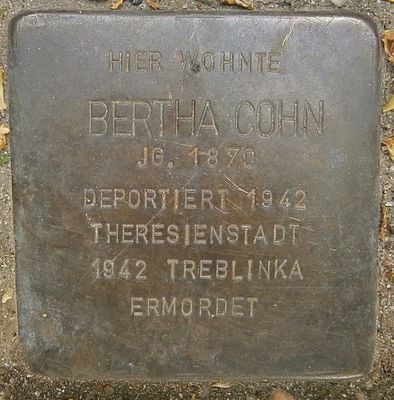 HIER WOHNTE
BERTHA COHN
JG. 1870
DEPORTIERT 1942
THERESIENSTADT
1942 TREBLINKA
ERMORDET